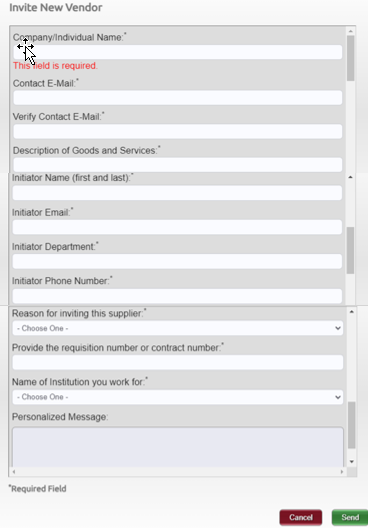 Invite New Vendor
Company/Individual Name:*
This field is required.
Contact E-Mail:*
Verify Contact E-Mail:*
Description of Goods and Services:*
Initiator Name (first and last):*
Initiator Email:*
Initiator Department:*
Initiator Phone Number:*
Reason for inviting this supplier:*
- Choose One -
Provide the requisition number or contract number:*
Name of Institution you work for:*
- Choose One -
Personalized Message:
*Required Field
Cancel Send